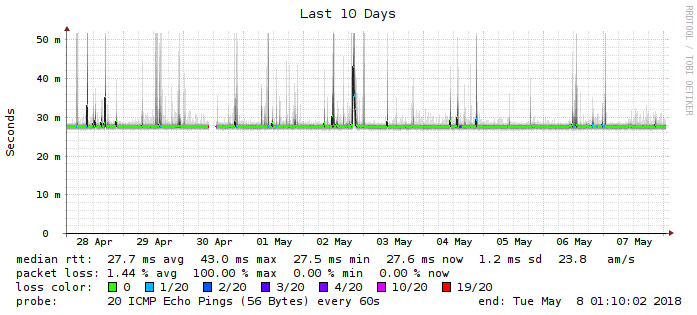 Last 10 Days
RRDTOOL / TOBI OETIKER
Seconds
50 m
40 m
30 m
20 m
10 m
0
28 Apr 29 Apr 30 Apr 01 May 02 May 03 May 04 May 05 May 06 May 07 May
median rtt: 27.7 ms avg 43.0 ms max 27.5 ms min 27.6 ms now 1.2 ms sd 23.8 am/s
packet loss: 1.44 % avg 100.00 % max 0.00 % min 0.00 % now
loss color: 0 1/20 2/20 3/20 4/20 10/20 19/20
probe: 20 ICMP Echo Pings (56 Bytes) every 60s end: Tue May 8 01:10:02 2018